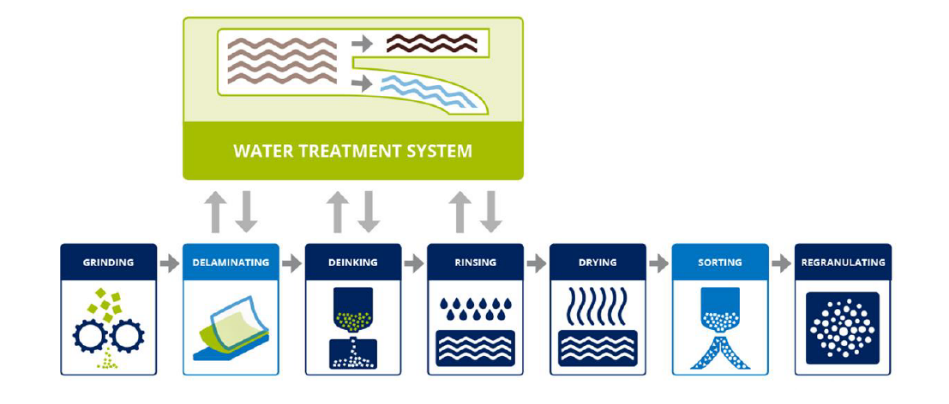 WATER TREATMENT SYSTEM
GRINDING
DELAMINATING
DEINKING
RINSING
DRYING
SORTING
REGRANULATING